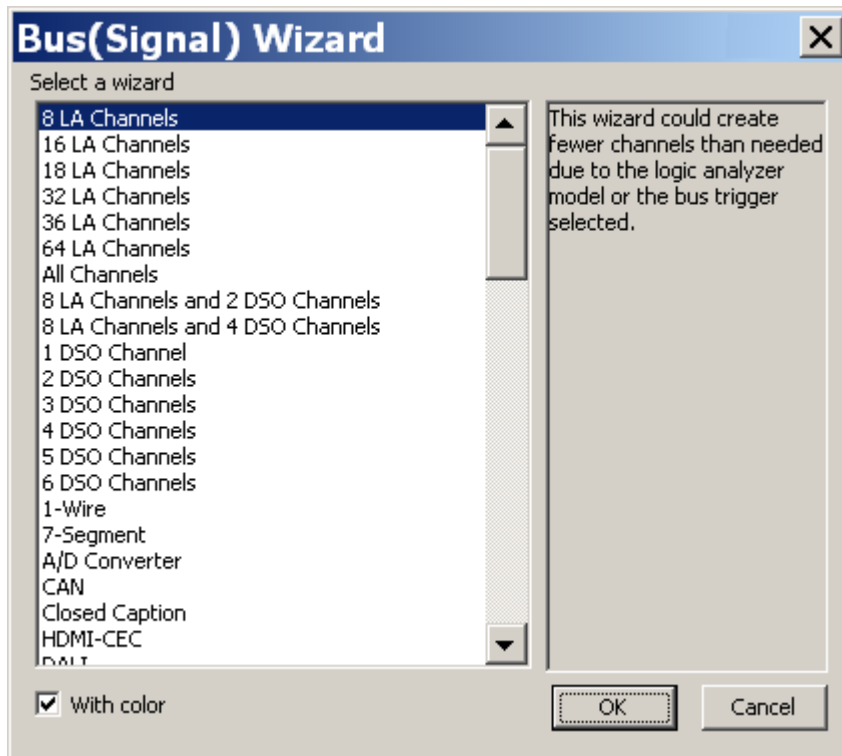 Bus(Signal) Wizard
Select a wizard
8 LA Channels
16 LA Channels
18 LA Channels
32 LA Channels
36 LA Channels
64 LA Channels
All Channels
8 LA Channels and 2 DSO Channels
8 LA Channels and 4 DSO Channels
1 DSO Channel
2 DSO Channels
3 DSO Channels
4 DSO Channels
5 DSO Channels
6 DSO Channels
1-Wire
7-Segment
A/D Converter
CAN
Closed Caption
HDMI-CEC
DALI
This wizard could create
fewer channels than needed
due to the logic analyzer
model or the bus trigger
selected.
With color
OK
Cancel